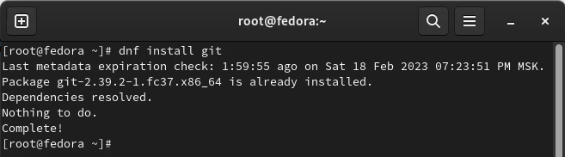 root@fedora:~
[root@fedora ~]# dnf install git
Last metadata expiration check: 1:59:55 ago on Sat 18 Feb 2023 07:23:51 PM MSK.
Package git-2.39.2-1.fc37.x86_64 is already installed.
Dependencies resolved.
Nothing to do.
Complete!
[root@fedora ~]#